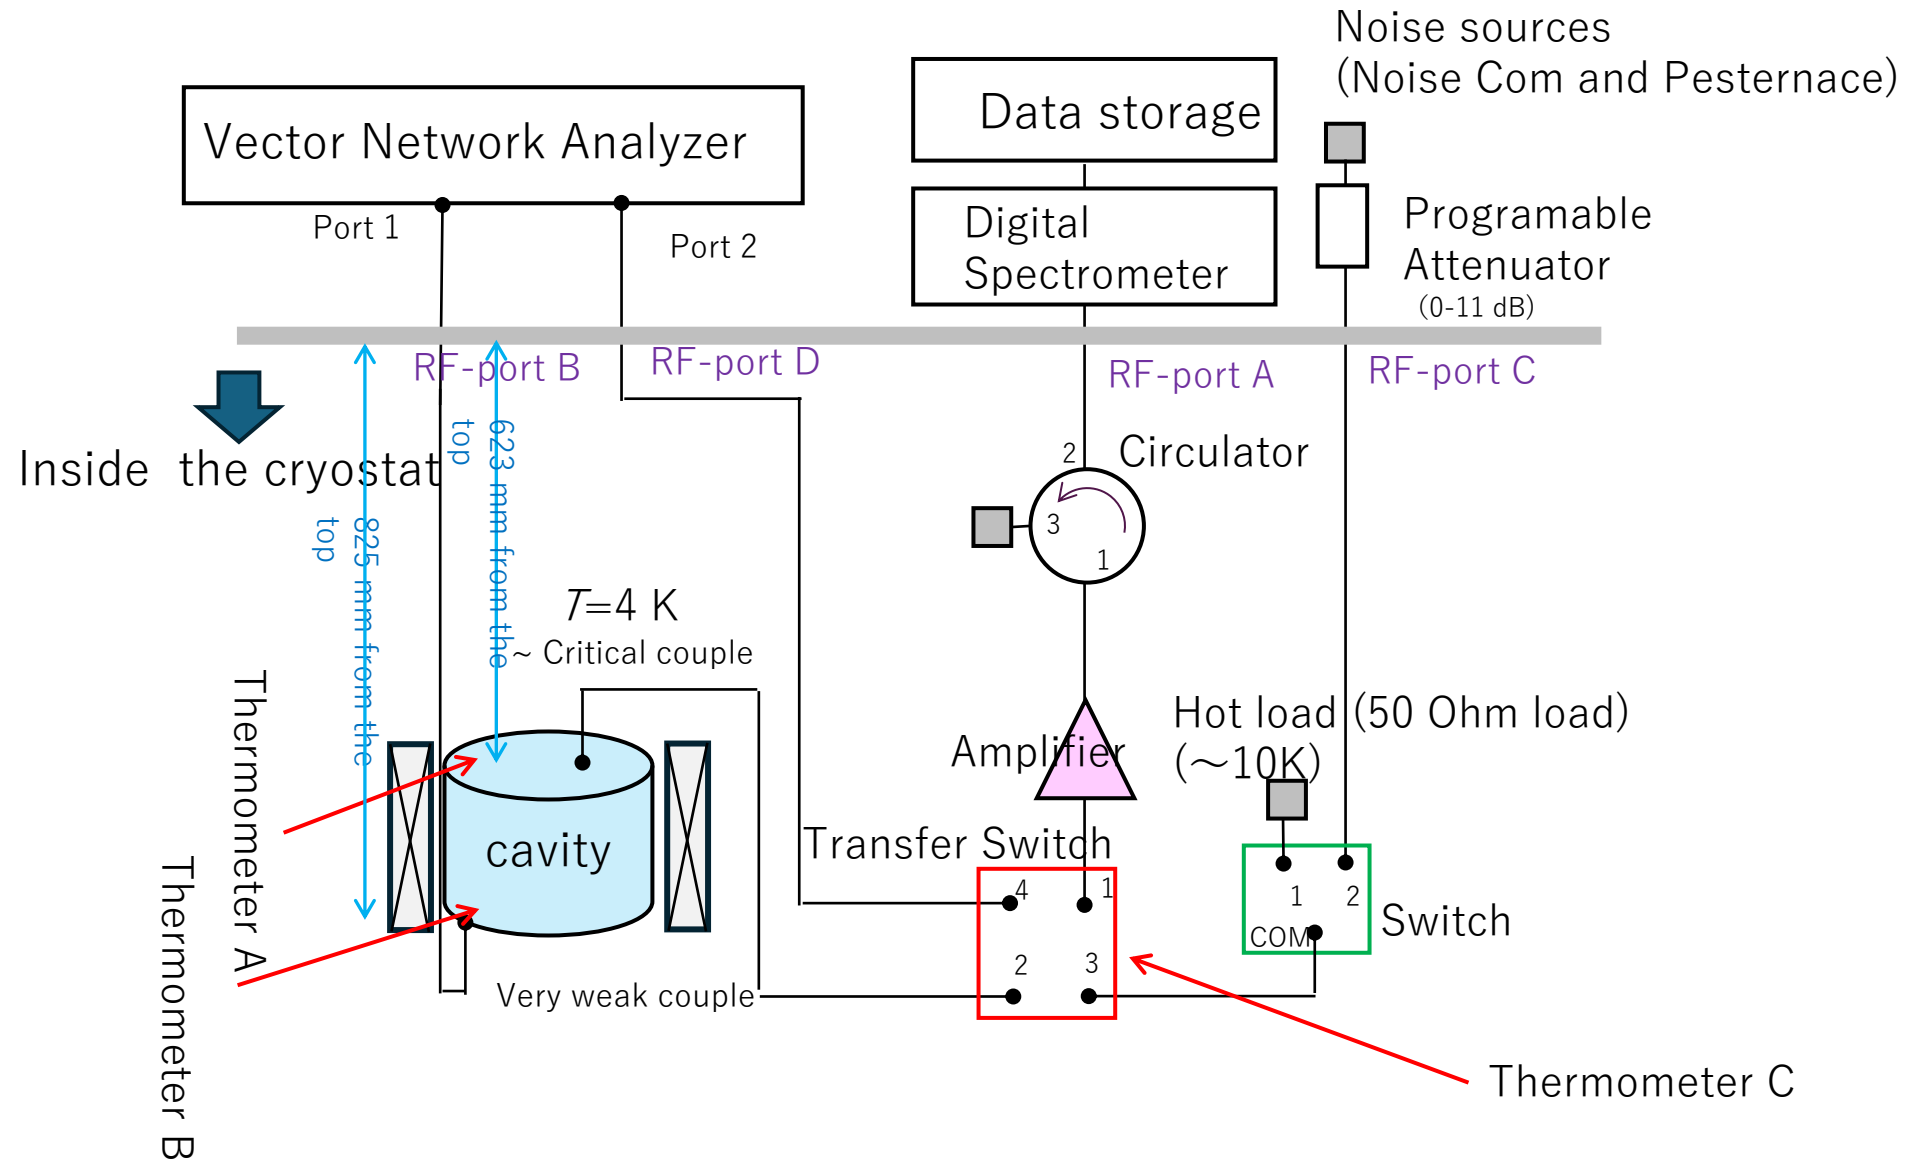 Noise sources
(Noise Com and Pesternace)
Data storage
Vector Network Analyzer
Digital
Spectrometer
Programable
Attenuator
(0-11 dB)
Port 1
Port 2
RF-port B
RF-port D
RF-port A
RF-port C
Inside the cryostat
623 mm from the
top
825 mm from the
top
2
Circulator
3
1
T=4 K
~ Critical couple
Thermometer A
Thermometer B
Hot load (50 Ohm load)
(～10K)
Amplifier
cavity
Transfer Switch
4
1
2
3
1
2
COM
Switch
Very weak couple
Thermometer C